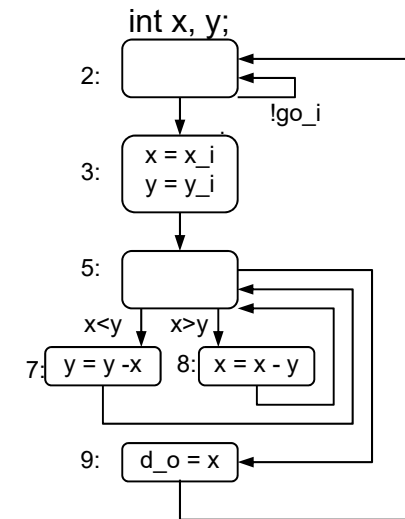 int x, y;
2:
!go_i
3:
x = x_i
y = y_i
5:
x<y
x>y
7:
y = y -x
8:
x = x - y
9:
d_o = x